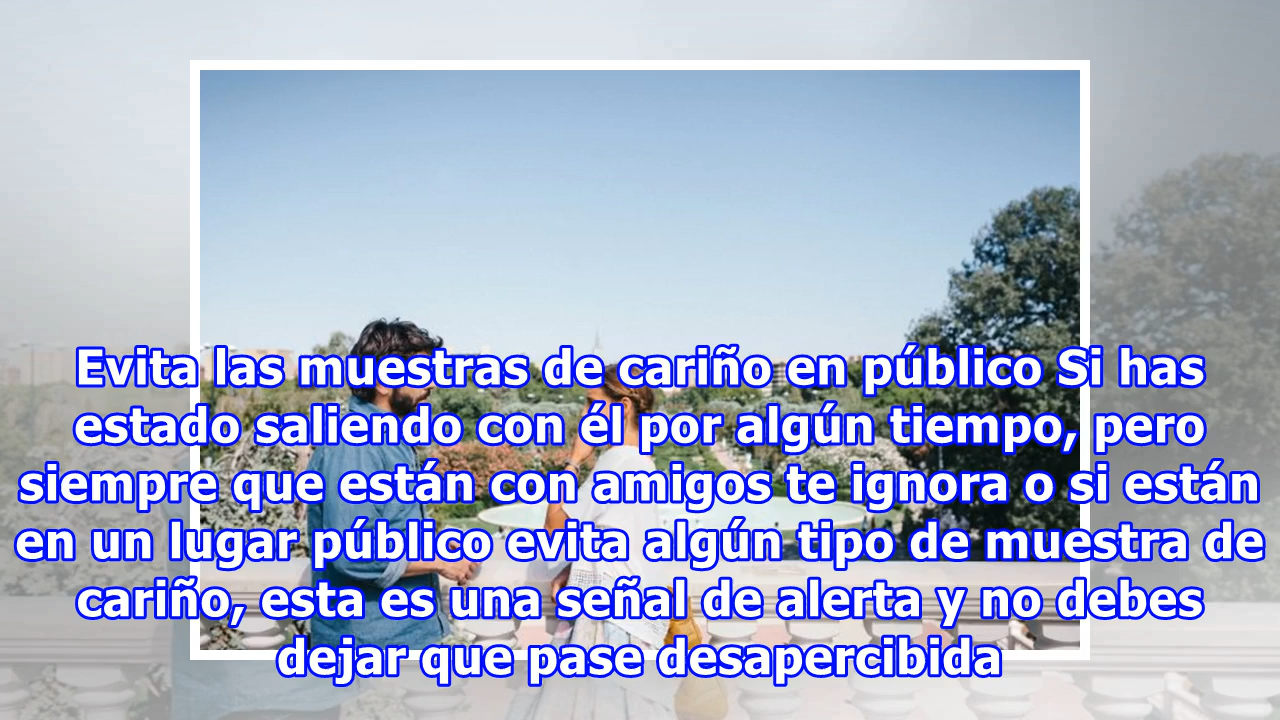 Evita las muestras de cariño en público Si has
estado saliendo con él por algún tiempo, pero
siempre que están con amigos te ignora o si están
en un lugar público evita algún tipo de muestra de
cariño, esta es una señal de alerta y no debes
dejar que pase desapercibida